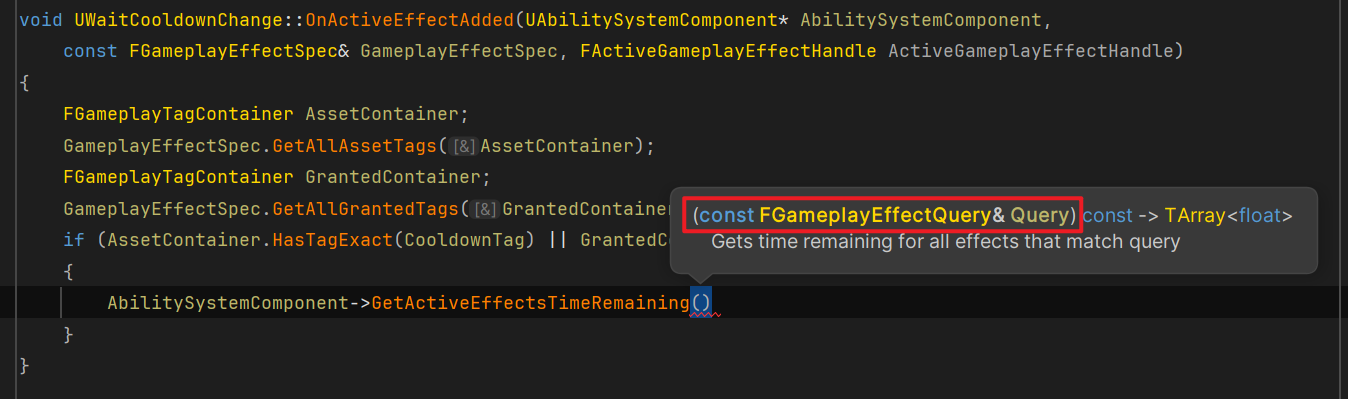 void UWaitCooldownChange::OnActiveEffectAdded(UAbilitySystemComponent* AbilitySystemComponent,
const FGameplayEffectSpec& GameplayEffectSpec, FActiveGameplayEffectHandle ActiveGameplayEffectHandle)
{
FGameplayTagContainer AssetContainer;
GameplayEffectSpec.GetAllAssetTags([&]AssetContainer);
FGameplayTagContainer GrantedContainer;
GameplayEffectSpec.GetAllGrantedTags([&]GrantedContainer
(const FGameplayEffectQuery& Query) const -> TArray<float>
Gets time remaining for all effects that match query
if (AssetContainer.HasTagExact(CooldownTag) || GrantedCo
{
AbilitySystemComponent->GetActiveEffectsTimeRemaining()
}
}